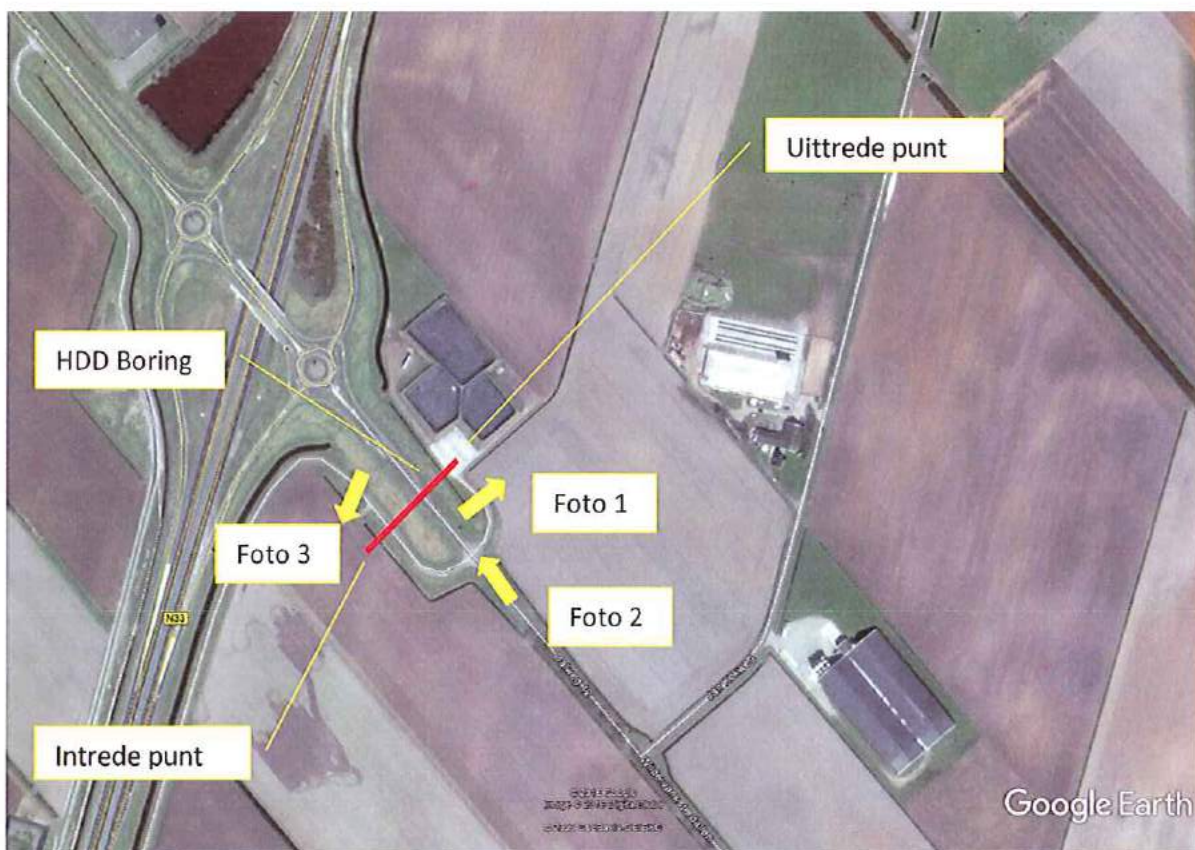 Uittrede punt
HDD Boring
Foto 1
Foto 3
Foto 2
N33
Intrede punt
Google Earth